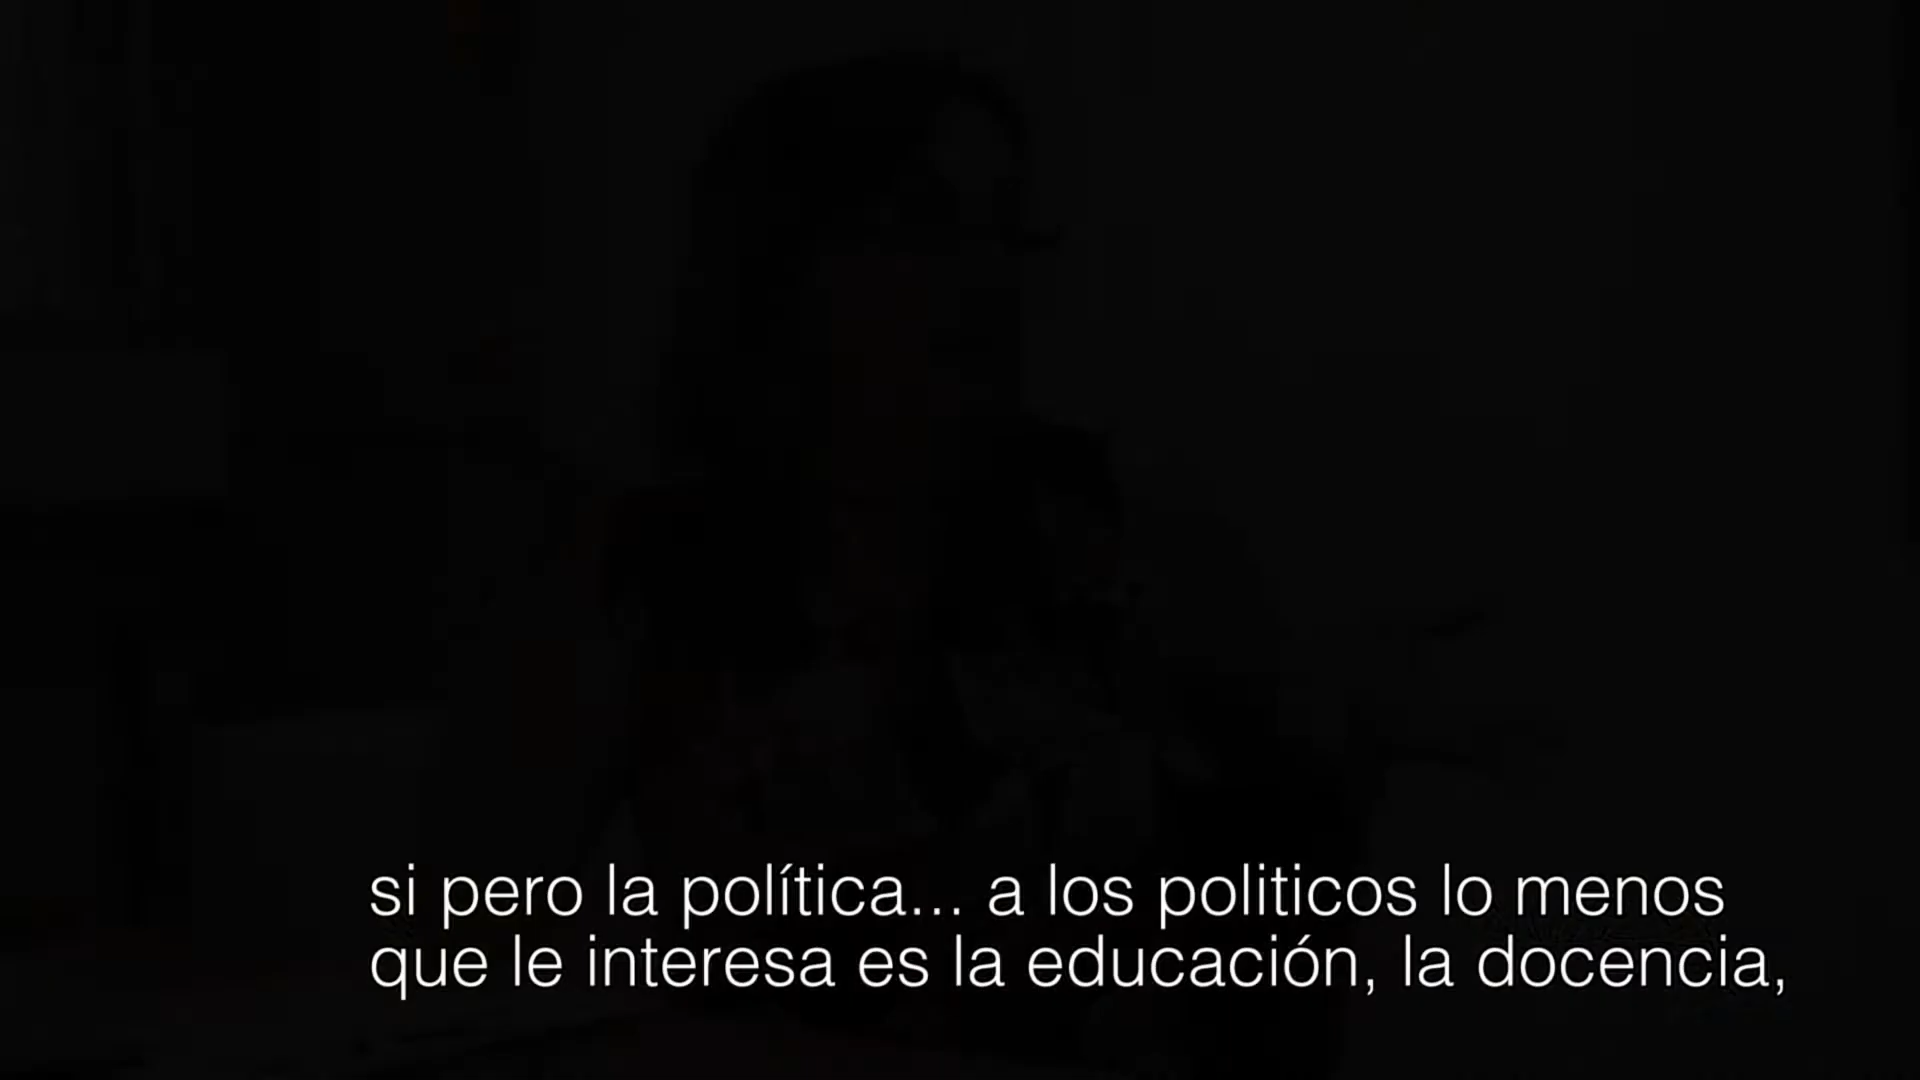 si pero la política... a los politicos lo menos
que le interesa es la educación, la docencia,